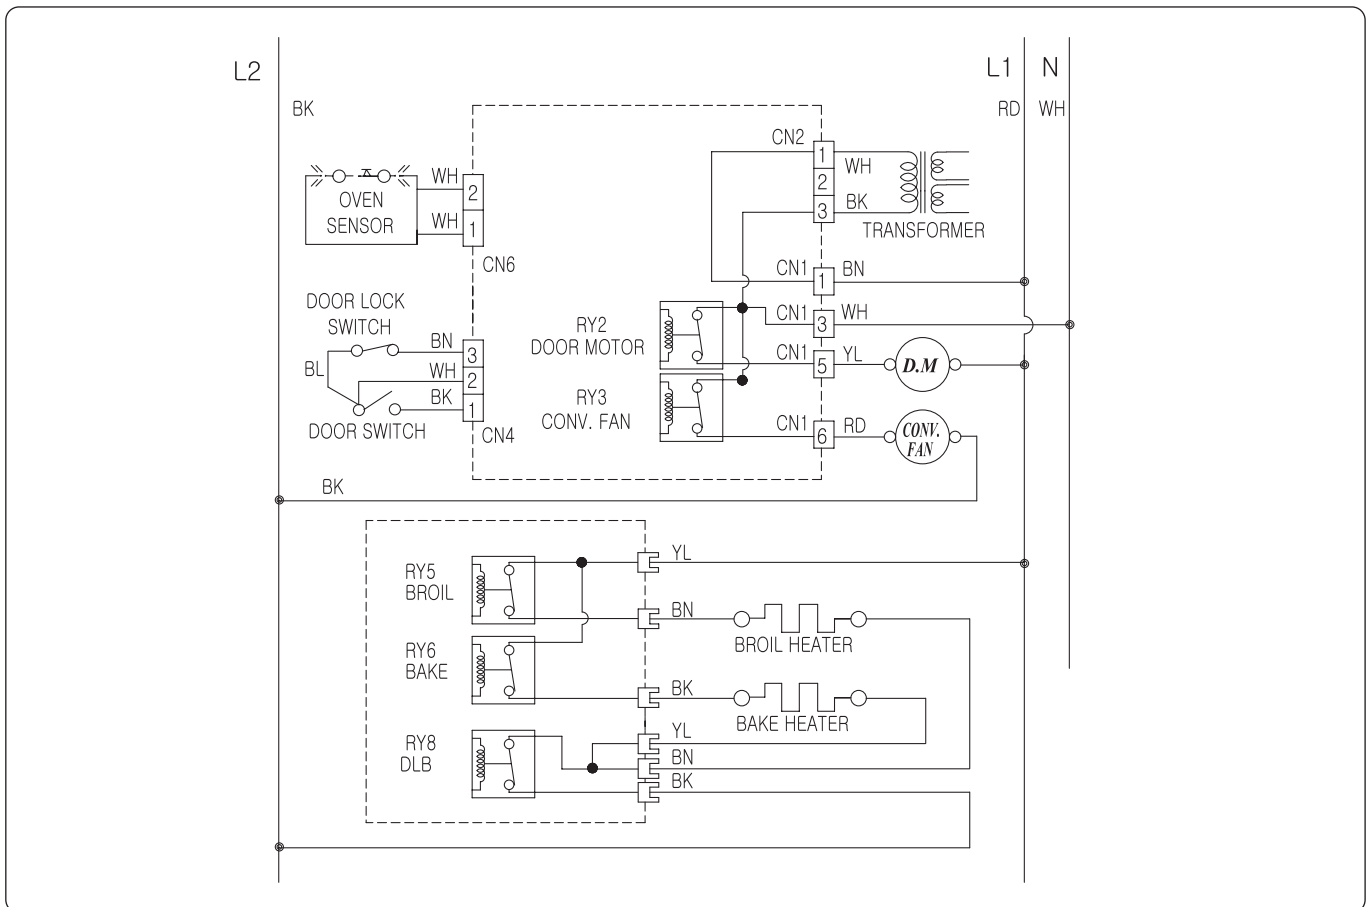 L2
L1 N
BK
RD WH
CN2
1
WH
2
BK
3
TRANSFORMER
WH
2
OVEN
SENSOR
WH
1
CN6
CN1
BN
1
DOOR LOCK
SWITCH
CN1
WH
3
RY2
DOOR MOTOR
BN
3
CN1
YL
5
D.M
BL
WH
2
BK
1
RY3
CONV. FAN
DOOR SWITCH
CN4
CN1
RD
6
CONV.
FAN
BK
YL
RY5
BROIL
BN
BROIL HEATER
RY6
BAKE
BK
BAKE HEATER
YL
RY8
DLB
BN
BK